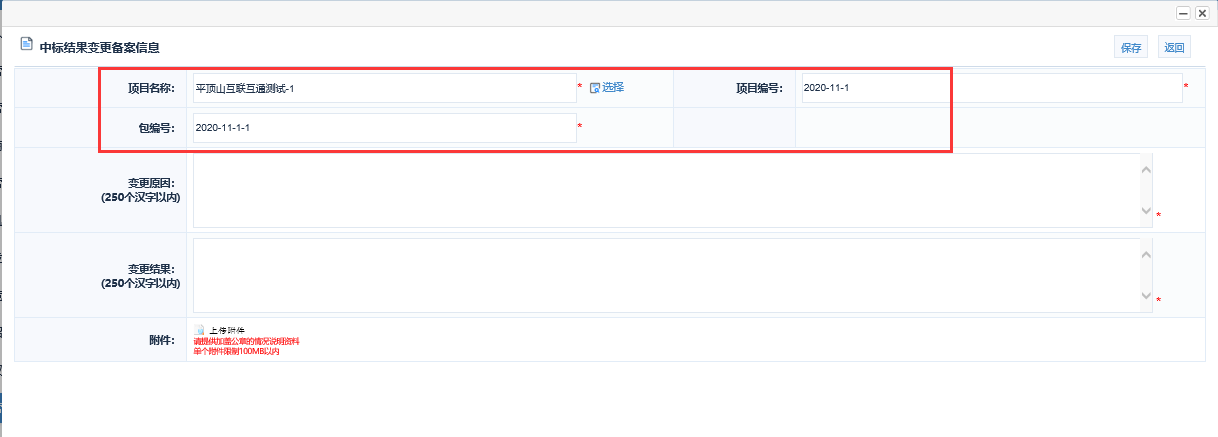 中标结果变更备案信息
保存
返回
项目名称:
平顶山互联互通测试-1
*
选择
项目编号:
2020-11-1
*
包编号:
2020-11-1-1
*
变更原因:
(250个汉字以内)
*
变更结果:
(250个汉字以内)
*
附件:
上传附件
请提供加盖公章的情况说明资料
单个附件限制100MB以内